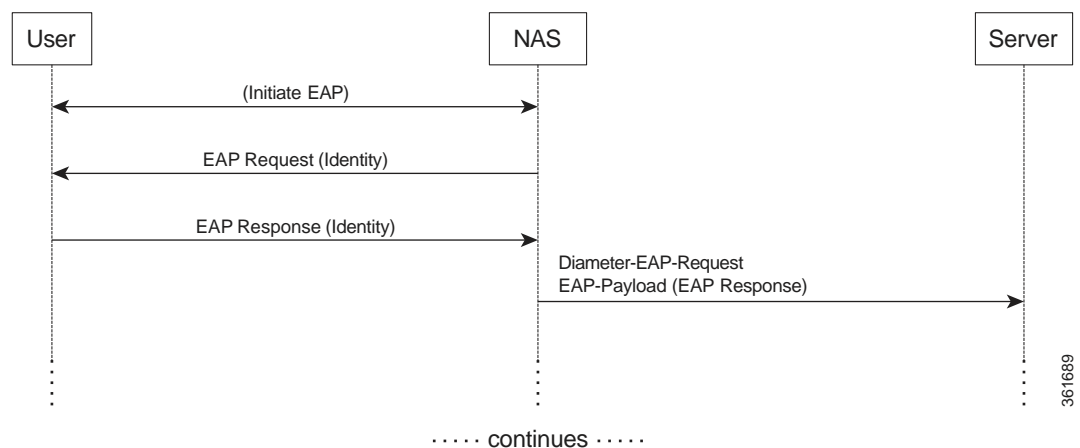 User
NAS
Server
(Initiate EAP)
EAP Request (Identity)
EAP Response (Identity)
Diameter-EAP-Request
EAP-Payload (EAP Response)
361689
..... continues .....